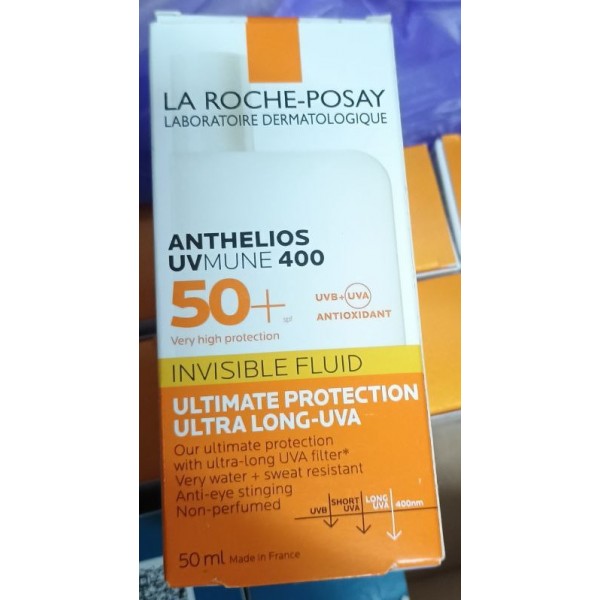 LA ROCHE-POSAY
LABORATOIRE DERMATOLOGIQUE
ANTHELIOS
UVMUNE 400
50+
SPF
Very high protection
UVB+UVA
ANTIOXIDANT
INVISIBLE FLUID
ULTIMATE PROTECTION
ULTRA LONG-UVA
Our ultimate protection
with ultra-long UVA filter*
Very water + sweat resistant
Anti-eye stinging
Non-perfumed
UVB
SHORT
UVA
LONG
UVA
400nm
50ml Made in France